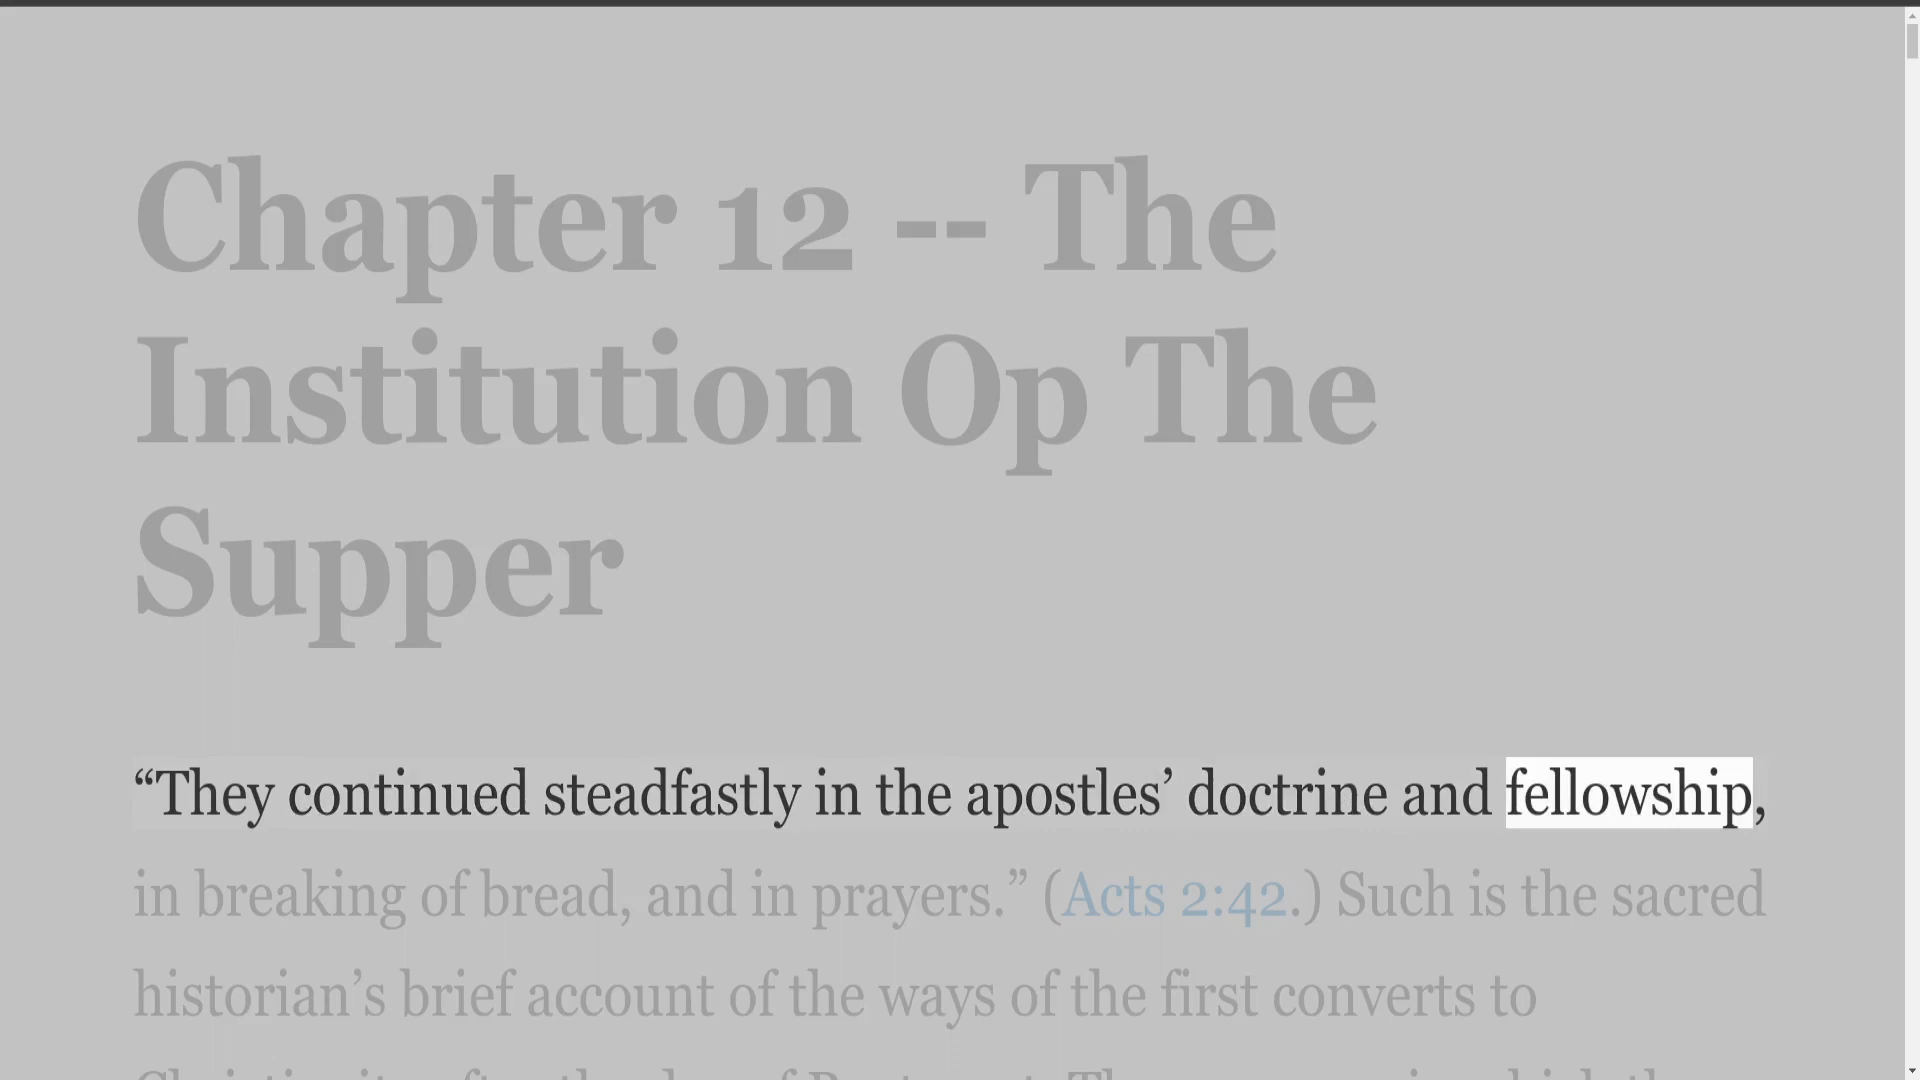 Chapter 12 -- The
Institution Op The
Supper
“They continued steadfastly in the apostles’ doctrine and fellowship,
in breaking of bread, and in prayers.” (Acts 2:42.) Such is the sacred
historian’s brief account of the ways of the first converts to